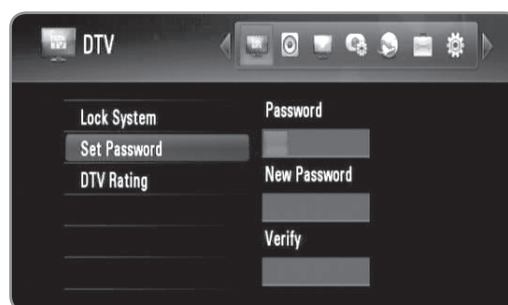 DTV
Lock System
Set Password
DTV Rating
Password
New Password
Verify